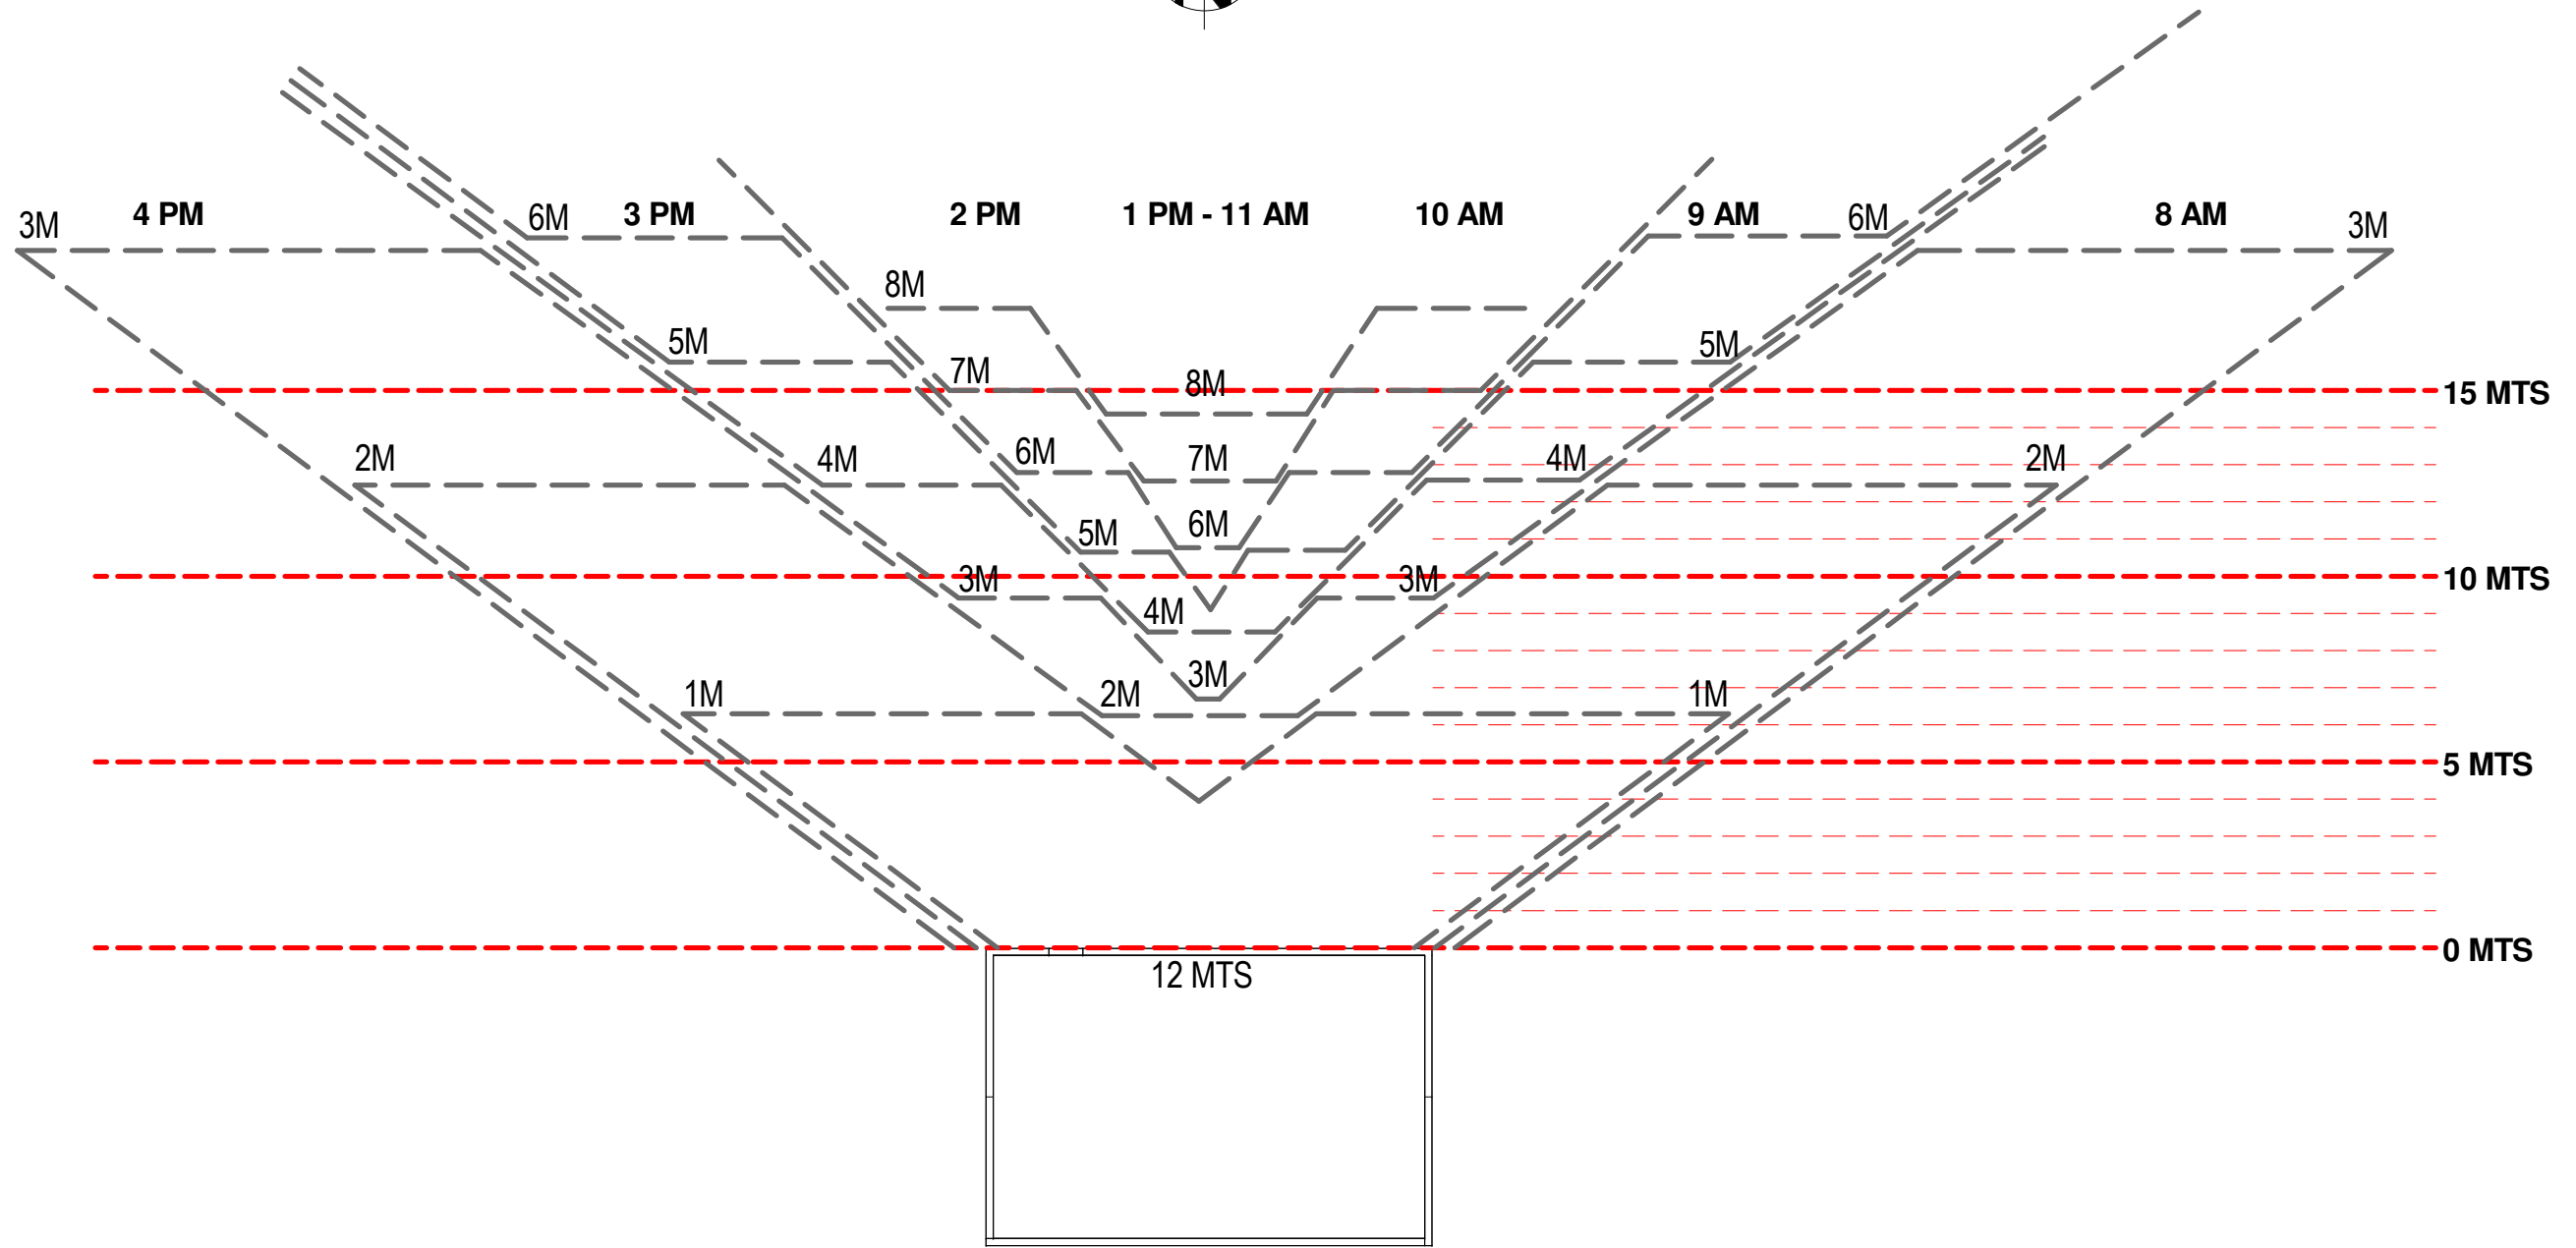 3M 4 PM 6M 3 PM 2 PM 1 PM - 11 AM 10 AM 9 AM 6M 8 AM 3M
8M
5M 5M
7M 8M 15 MTS
2M 4M 6M 7M 4M 2M
5M 6M
3M 3M 10 MTS
4M
3M
1M 2M 1M
5 MTS
0 MTS
12 MTS